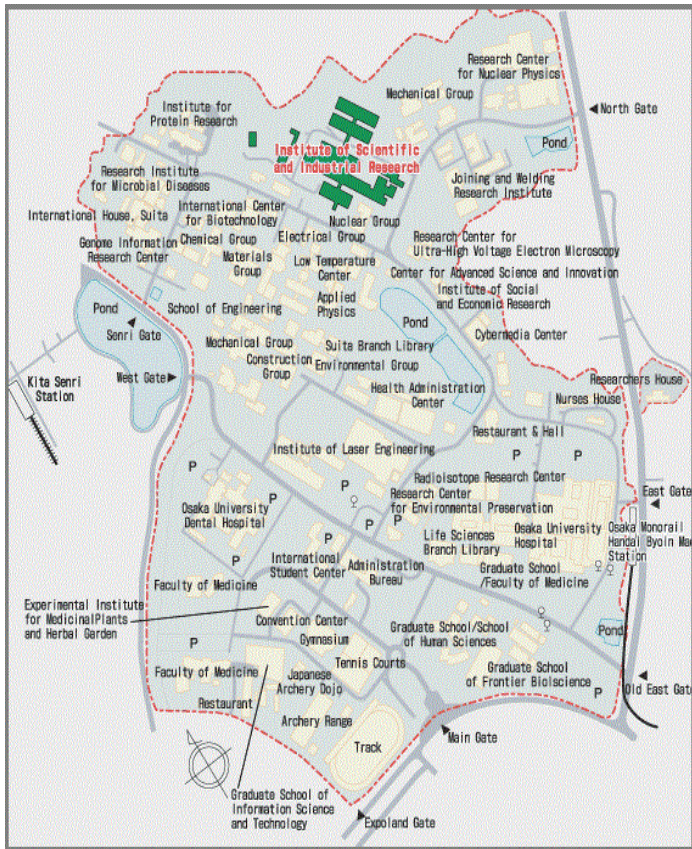 Research Center
for Nuclear Physics
Mechanical Group
North Gate
Institute for
Protein Research
Pond
Institute of Scientific
and Industrial Research
Research Institute
for Microbial Diseases
Joining and Welding
Research Institute
International House, Suita
International Center
for Biotechnology
Nuclear Group
Genome Information
Research Center
Chemical Group
Electrical Group
Research Center for
Ultra-High Voltage Electron Microscopy
Materials
Group
Low Temperature
Center
Center for Advanced Science and Innovation
Institute of Social
and Economic Research
Applied
Physics
Pond
School of Engineering
Pond
Senri Gate
Cybermedia Center
Mechanical Group
Suita Branch Library
Construction
Group
Environmental Group
Kita Senri
Station
West Gate
Health Administration
Center
Researchers House
Nurses House
Restaurant & Hall
Institute of Laser Engineering
P
P
P
Radioisotope Research Center
P
Research Center
for Environmental Preservation
East Gate
Osaka University
Dental Hospital
P
P
P
Life Sciences
Branch Library
Osaka University
Hospital
Osaka Monorail
Handai Byoin Mae
Station
P
International
Student Center
Administration
Bureau
Graduate School
/Faculty of Medicine
Faculty of Medicine
Experimental Institute
for MedicinalPlants
and Herbal Garden
Convention Center
Gymnasium
Graduate School/School
of Human Sciences
Pond
P
Tennis Courts
Faculty of Medicine
Japanese
Archery Dojo
Graduate School
of Frontier Biolscience
P
Old East Gate
Restaurant
Archery Range
Track
Main Gate
Graduate School of
Information Science
and Technology
Expoland Gate